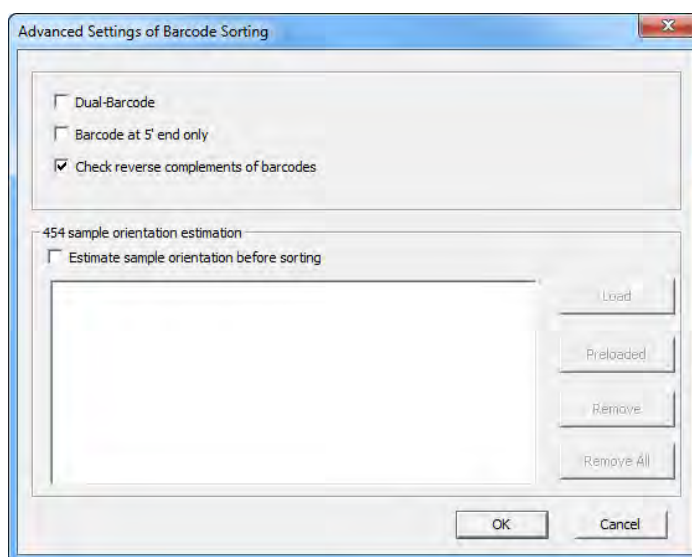 Advanced Settings of Barcode Sorting
Dual-Barcode
Barcode at 5' end only
Check reverse complements of barcodes
454 sample orientation estimation
Estimate sample orientation before sorting
Load
Preloaded
Remove
Remove All
OK
Cancel